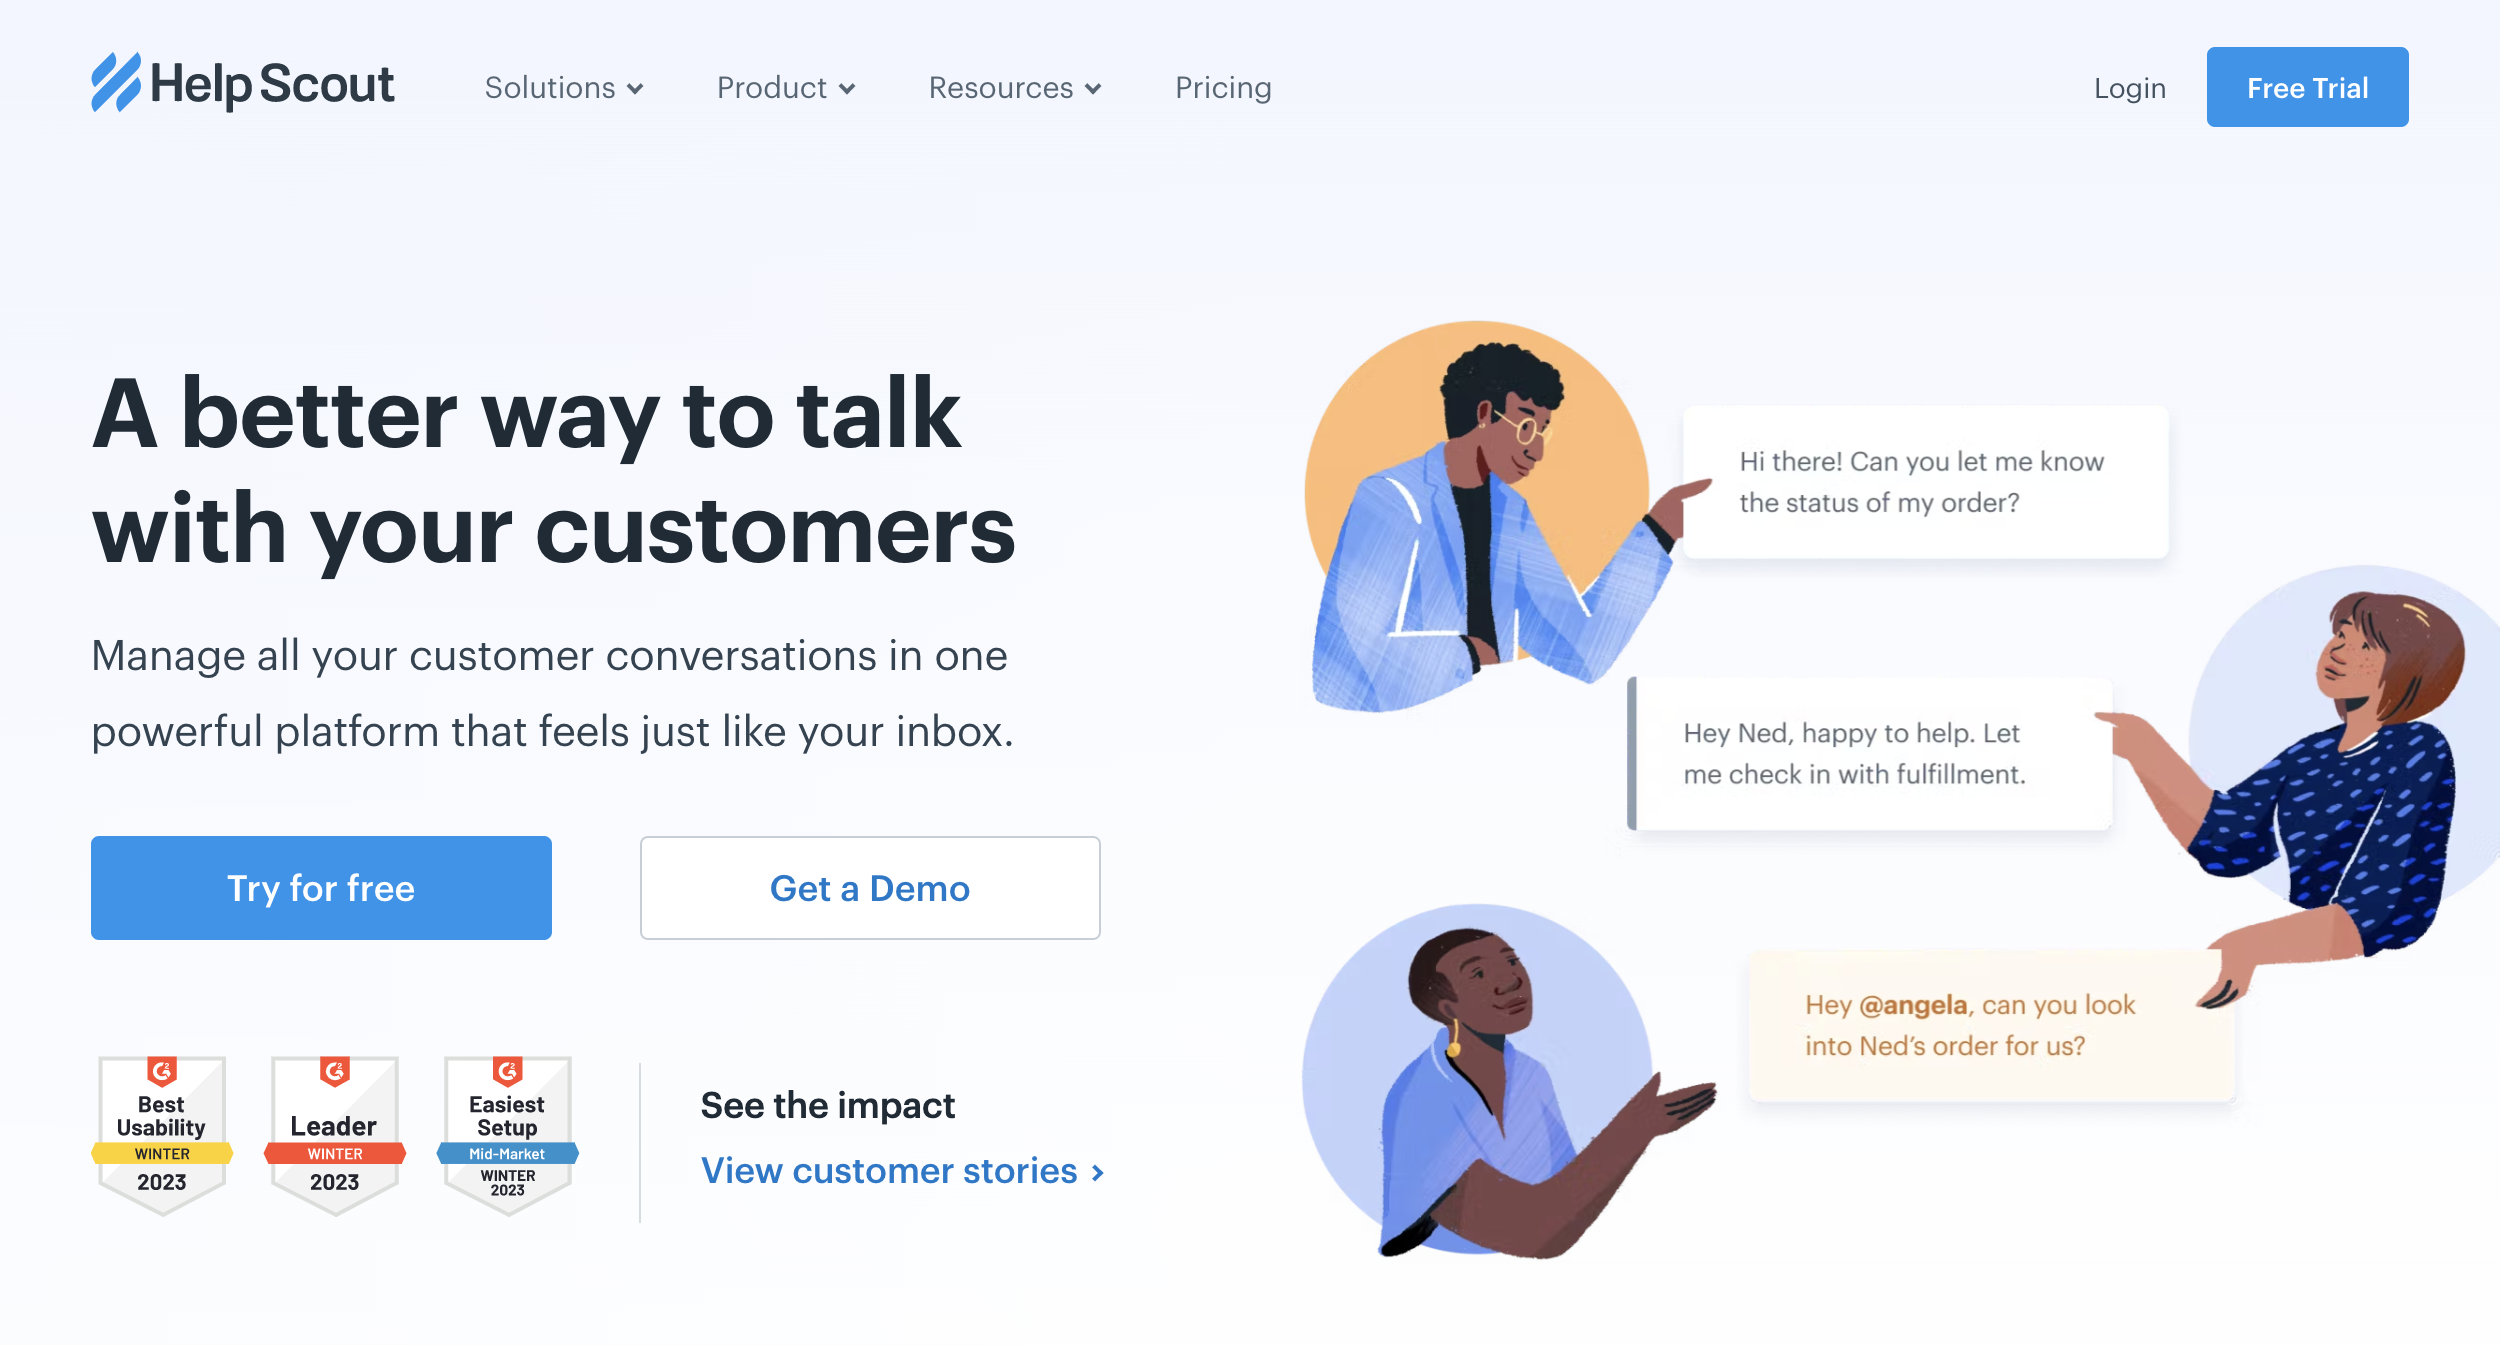 Help Scout
Solutions
Product
Resources
Pricing
Login
Free Trial
A better way to talk
with your customers
Manage all your customer conversations in one
powerful platform that feels just like your inbox.
Try for free
Get a Demo
G2
Best
Usability
WINTER
2023
G2
Leader
WINTER
2023
G2
Easiest
Setup
Mid-Market
WINTER
2023
See the impact
View customer stories
Hi there! Can you let me know
the status of my order?
Hey Ned, happy to help. Let
me check in with fulfillment.
Hey @angela, can you look
into Ned’s order for us?